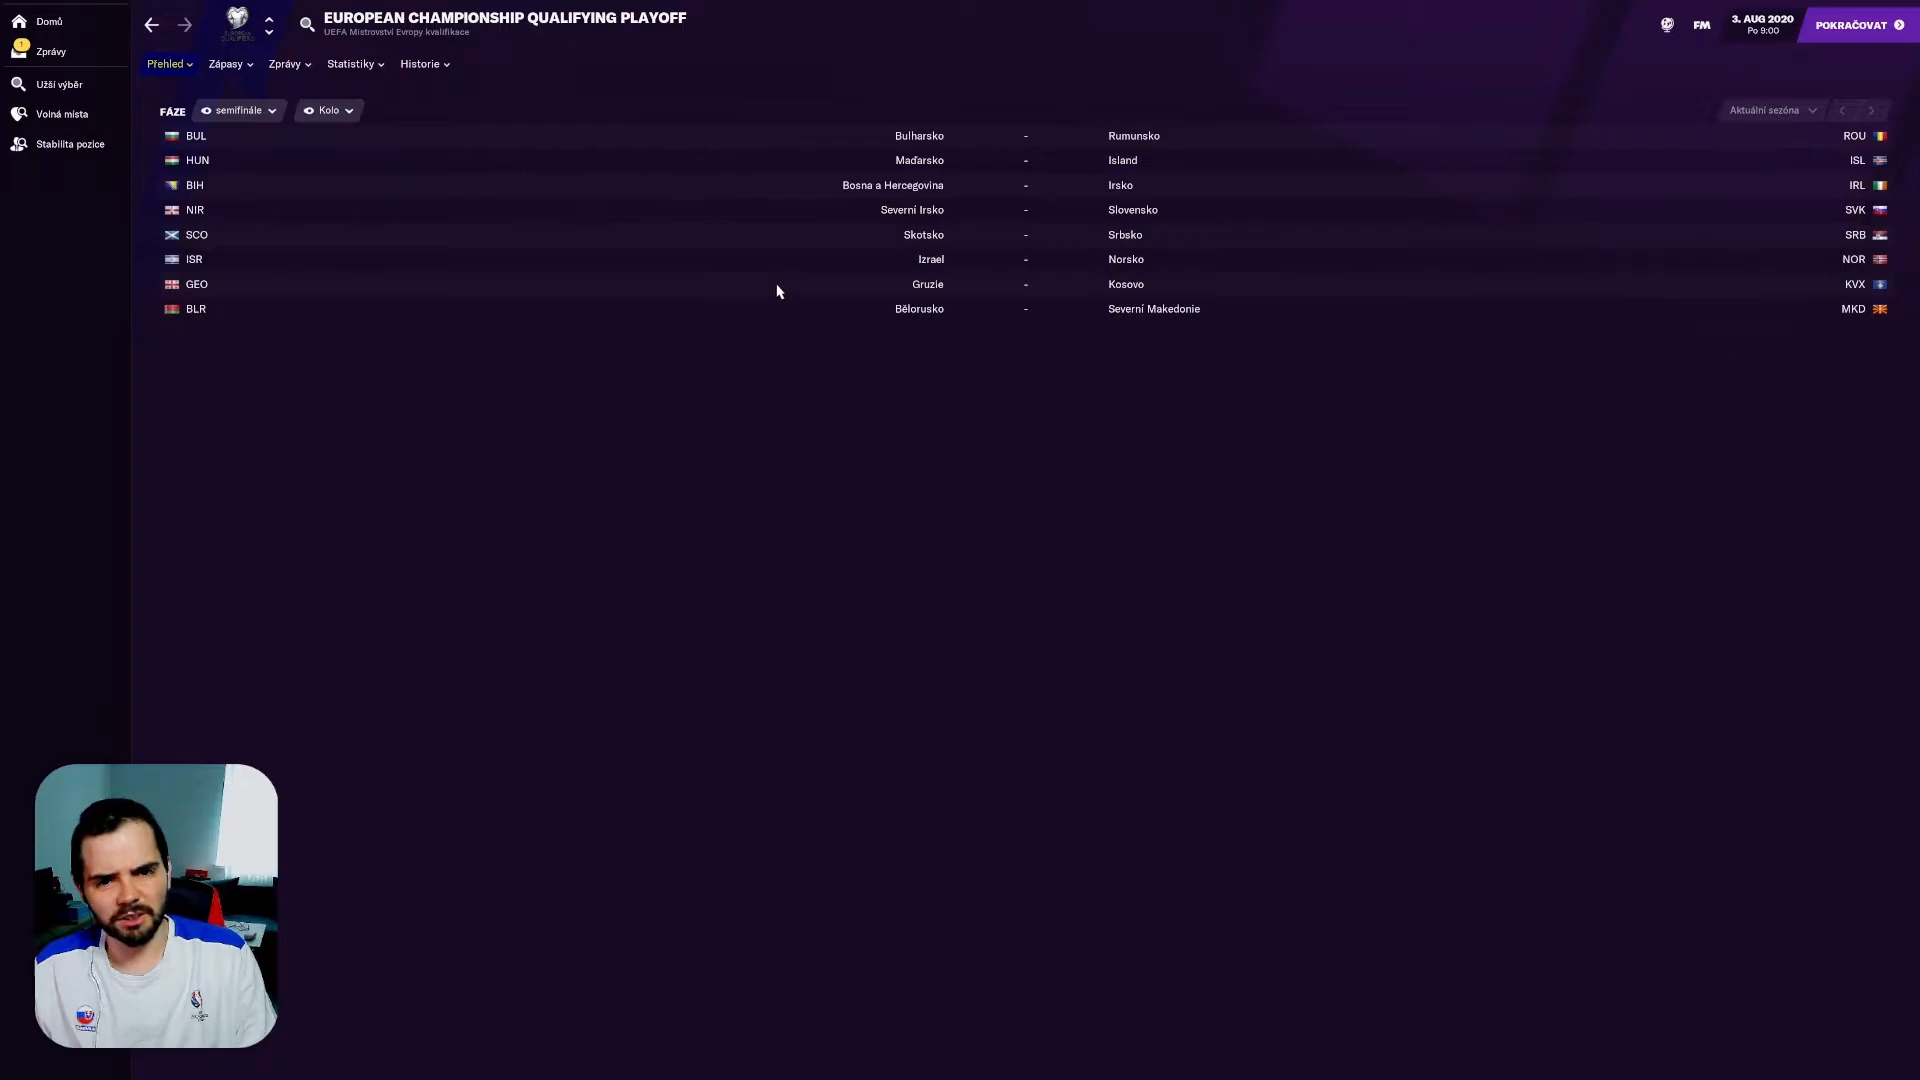 Domů
1
Zprávy
Užší výběr
Volná místa
Stabilita pozice
EUROPEAN CHAMPIONSHIP QUALIFYING PLAYOFF
UEFA Mistrovství Evropy kvalifikace
FM
3. AUG 2020
Po 9:00
POKRAČOVAT
Přehled
Zápasy
Zprávy
Statistiky
Historie
FÁZE semifinále Kolo Aktuální sezóna
BUL Bulharsko - Rumunsko ROU
HUN Maďarsko - Island ISL
BIH Bosna a Hercegovina - Irsko IRL
NIR Severní Irsko - Slovensko SVK
SCO Skotsko - Srbsko SRB
ISR Izrael - Norsko NOR
GEO Gruzie - Kosovo KVX
BLR Bělorusko - Severní Makedonie MKD